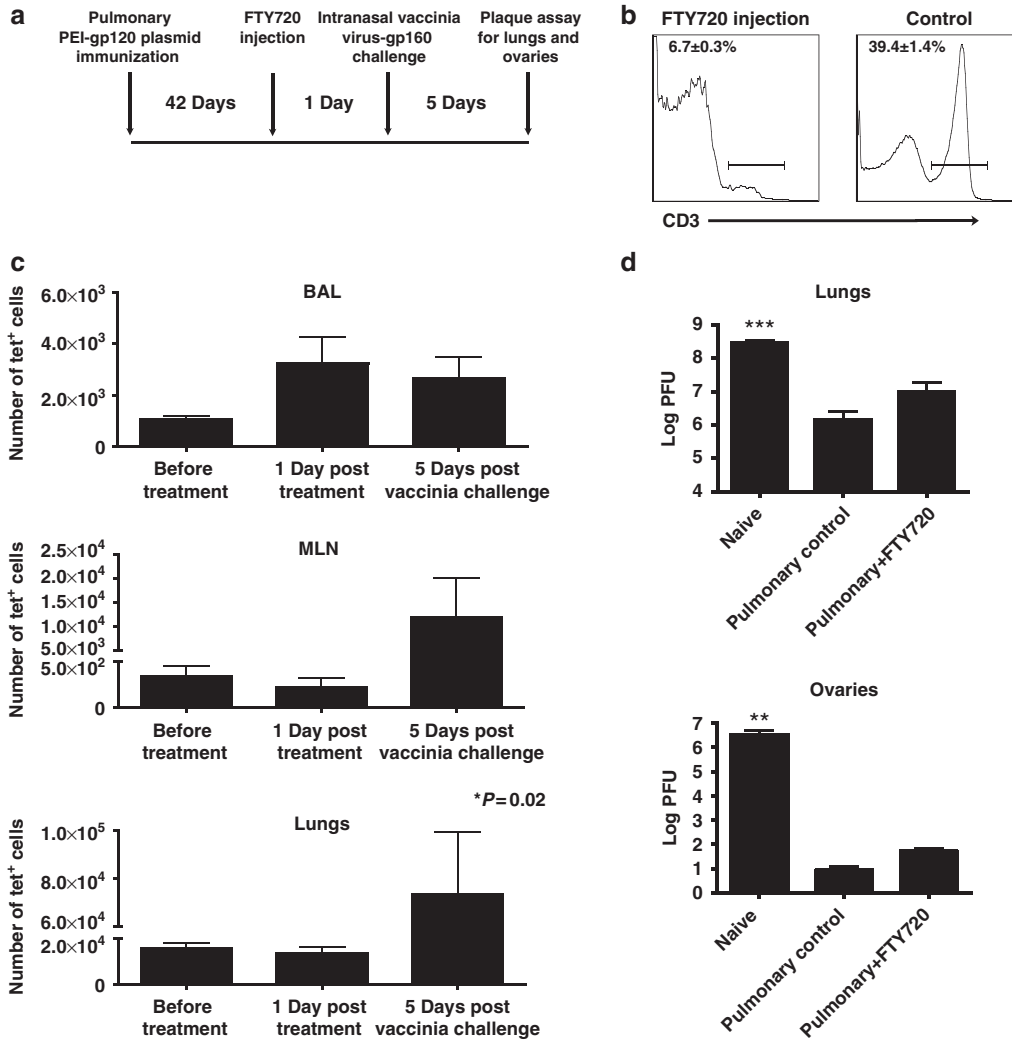 a
Pulmonary
PEI-gp120 plasmid
immunization
FTY720
injection
Intranasal vaccinia
virus-gp160
challenge
Plaque assay
for lungs and
ovaries
42 Days
1 Day
5 Days
b
FTY720 injection
Control
6.7±0.3%
39.4±1.4%
CD3
c
BAL
Number of tet⁺ cells
6.0×10³
4.0×10³
2.0×10³
0
Before
treatment
1 Day post
treatment
5 Days post
vaccinia challenge
MLN
Number of tet⁺ cells
2.5×10⁴
2.0×10⁴
1.5×10⁴
1.0×10⁴
5.0×10³
5.0×10²
0
Before
treatment
1 Day post
treatment
5 Days post
vaccinia challenge
*P=0.02
Lungs
Number of tet⁺ cells
1.0×10⁵
8.0×10⁴
6.0×10⁴
2.0×10⁴
0
Before
treatment
1 Day post
treatment
5 Days post
vaccinia challenge
d
Lungs
Log PFU
9
8
7
6
5
4
***
Naive
Pulmonary control
Pulmonary+FTY720
Ovaries
Log PFU
7
6
5
4
3
2
1
0
**
Naive
Pulmonary control
Pulmonary+FTY720